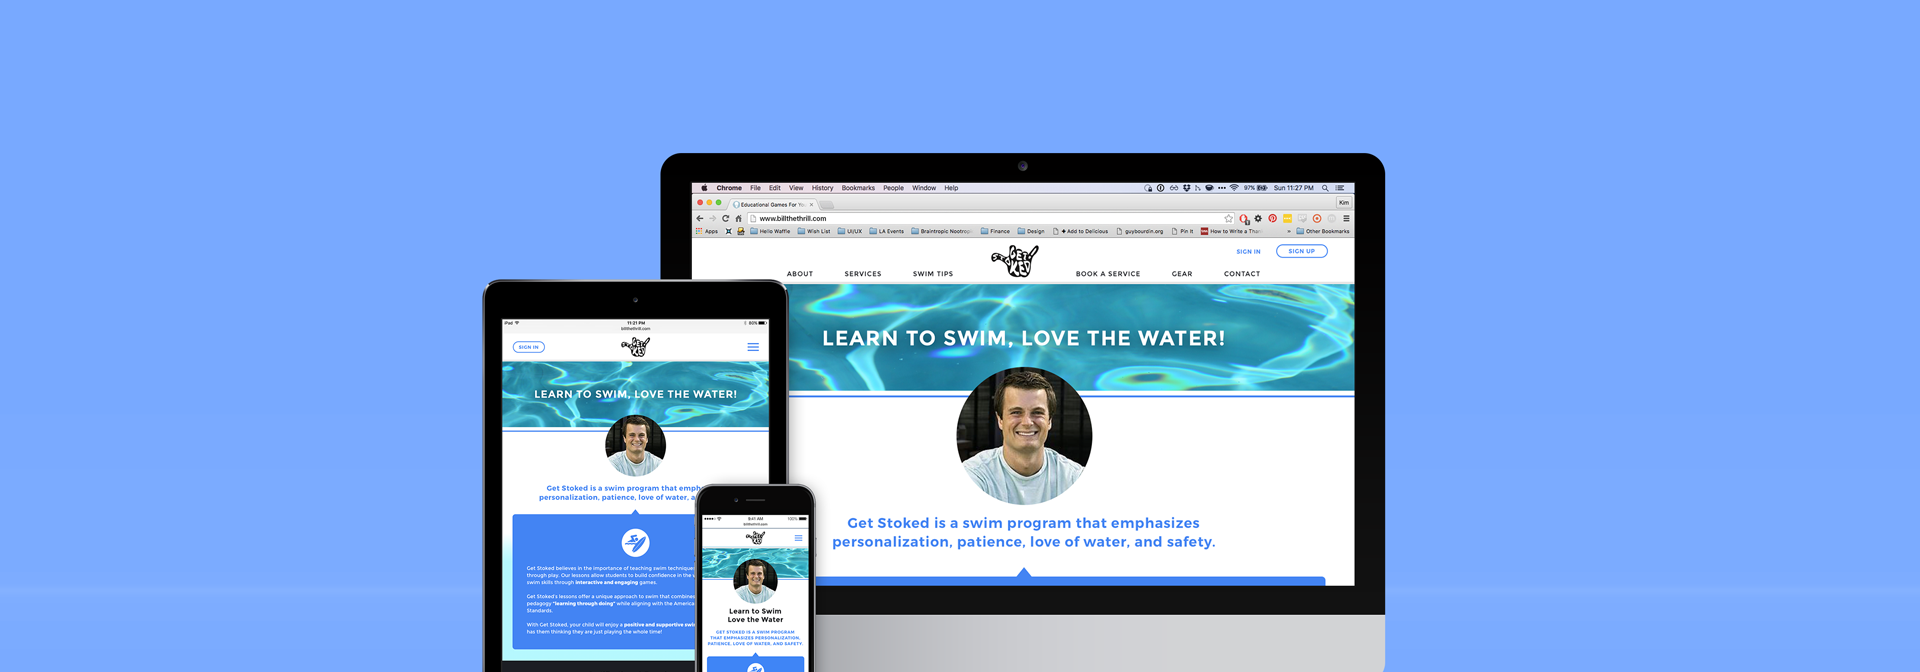 Chrome File Edit View History Bookmarks People Window Help 97% Sun 11:27 PM
Educational Games For Yo
Kim
www.billthethrill.com
Apps Hello Waffle Wish List UI/UX LA Events Braintropic Nootrop Finance Design + Add to Delicious guybourdin.org Pin It How to Write a Than » Other Bookmarks
SIGN IN SIGN UP
GET STOKED
ABOUT SERVICES SWIM TIPS BOOK A SERVICE GEAR CONTACT
LEARN TO SWIM, LOVE THE WATER!
Get Stoked is a swim program that emphasizes
personalization, patience, love of water, and safety.
iPad 11:21 PM 80%
billthethrill.com
SIGN IN
LEARN TO SWIM, LOVE THE WATER!
Get Stoked is a swim program that emph
personalization, patience, love of water, a
Get Stoked believes in the importance of teaching swim technique
through play. Our lessons allow students to build confidence in the w
swim skills through interactive and engaging games.
Get Stoked's lessons offer a unique approach to swim that combine
pedagogy "learning through doing" while aligning with the America
Standards.
With Get Stoked, your child will enjoy a positive and supportive swi
has them thinking they are just playing the whole time!
9:41 AM 100%
billthethrill.com
Learn to Swim
Love the Water
GET STOKED IS A SWIM PROGRAM
THAT EMPHASIZES PERSONALIZATION,
PATIENCE, LOVE OF WATER, AND SAFETY.